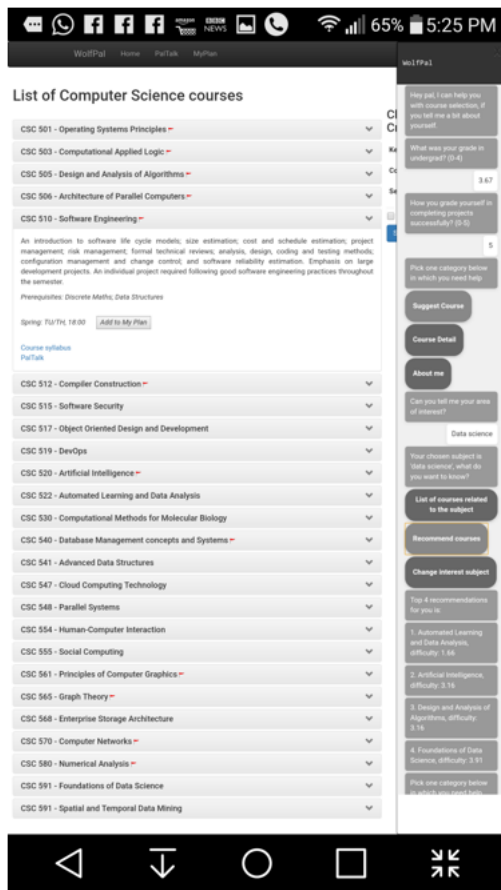 BBC
NEWS
amazon
65% 5:25 PM
WolfPal Home PalTalk MyPlan
List of Computer Science courses
CSC 501 - Operating Systems Principles
CSC 503 - Computational Applied Logic
CSC 505 - Design and Analysis of Algorithms
CSC 506 - Architecture of Parallel Computers
CSC 510 - Software Engineering
An introduction to software life cycle models; size estimation; cost and schedule estimation; project
management; risk management; formal technical reviews; analysis, design, coding and testing methods;
configuration management and change control; and software reliability estimation. Emphasis on large
development projects. An individual project required following good software engineering practices throughout
the semester.
Prerequisites: Discrete Maths; Data Structures
Spring: TU/TH, 18:00 Add to My Plan
Course syllabus
PalTalk
CSC 512 - Compiler Construction
CSC 515 - Software Security
CSC 517 - Object Oriented Design and Development
CSC 519 - DevOps
CSC 520 - Artificial Intelligence
CSC 522 - Automated Learning and Data Analysis
CSC 530 - Computational Methods for Molecular Biology
CSC 540 - Database Management concepts and Systems
CSC 541 - Advanced Data Structures
CSC 547 - Cloud Computing Technology
CSC 548 - Parallel Systems
CSC 554 - Human-Computer Interaction
CSC 555 - Social Computing
CSC 561 - Principles of Computer Graphics
CSC 565 - Graph Theory
CSC 568 - Enterprise Storage Architecture
CSC 570 - Computer Networks
CSC 580 - Numerical Analysis
CSC 591 - Foundations of Data Science
CSC 591 - Spatial and Temporal Data Mining
WolfPal
Hey pal, I can help you
with course selection, if
you tell me a bit about
yourself.
What was your grade in
undergrad? (0-4)
3.67
How you grade yourself in
completing projects
successfully? (0-5)
5
Pick one category below
in which you need help
Suggest Course
Course Detail
About me
Can you tell me your area
of interest?
Data science
Your chosen subject is
'data science', what do
you want to know?
List of courses related
to the subject
Recommend courses
Change interest subject
Top 4 recommendations
for you is:
1. Automated Learning
and Data Analysis,
difficulty: 1.66
2. Artificial Intelligence,
difficulty: 3.16
3. Design and Analysis of
Algorithms, difficulty:
3.16
4. Foundations of Data
Science, difficulty: 3.91
Pick one category below
in which you need help